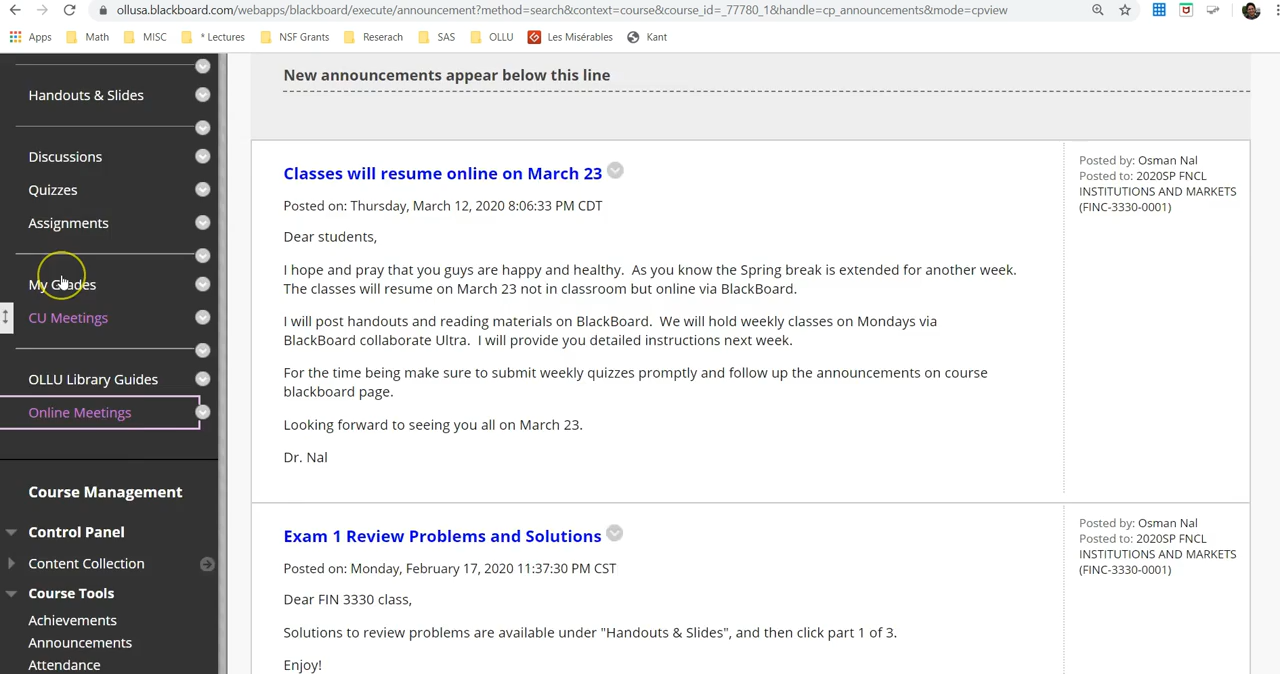 ollusa.blackboard.com/webapps/blackboard/execute/announcement?method=search&context=course&course_id=_77780_1&handle=cp_announcements&mode=cpview
Apps Math MISC * Lectures NSF Grants Reserach SAS OLLU Les Misérables Kant
Handouts & Slides
Discussions
Quizzes
Assignments
My Grades
CU Meetings
OLLU Library Guides
Online Meetings
Course Management
Control Panel
Content Collection
Course Tools
Achievements
Announcements
Attendance
New announcements appear below this line
Classes will resume online on March 23
Posted on: Thursday, March 12, 2020 8:06:33 PM CDT
Dear students,
I hope and pray that you guys are happy and healthy. As you know the Spring break is extended for another week.
The classes will resume on March 23 not in classroom but online via BlackBoard.
I will post handouts and reading materials on BlackBoard. We will hold weekly classes on Mondays via
BlackBoard collaborate Ultra. I will provide you detailed instructions next week.
For the time being make sure to submit weekly quizzes promptly and follow up the announcements on course
blackboard page.
Looking forward to seeing you all on March 23.
Dr. Nal
Posted by: Osman Nal
Posted to: 2020SP FNCL
INSTITUTIONS AND MARKETS
(FINC-3330-0001)
Exam 1 Review Problems and Solutions
Posted on: Monday, February 17, 2020 11:37:30 PM CST
Dear FIN 3330 class,
Solutions to review problems are available under "Handouts & Slides", and then click part 1 of 3.
Enjoy!
Posted by: Osman Nal
Posted to: 2020SP FNCL
INSTITUTIONS AND MARKETS
(FINC-3330-0001)